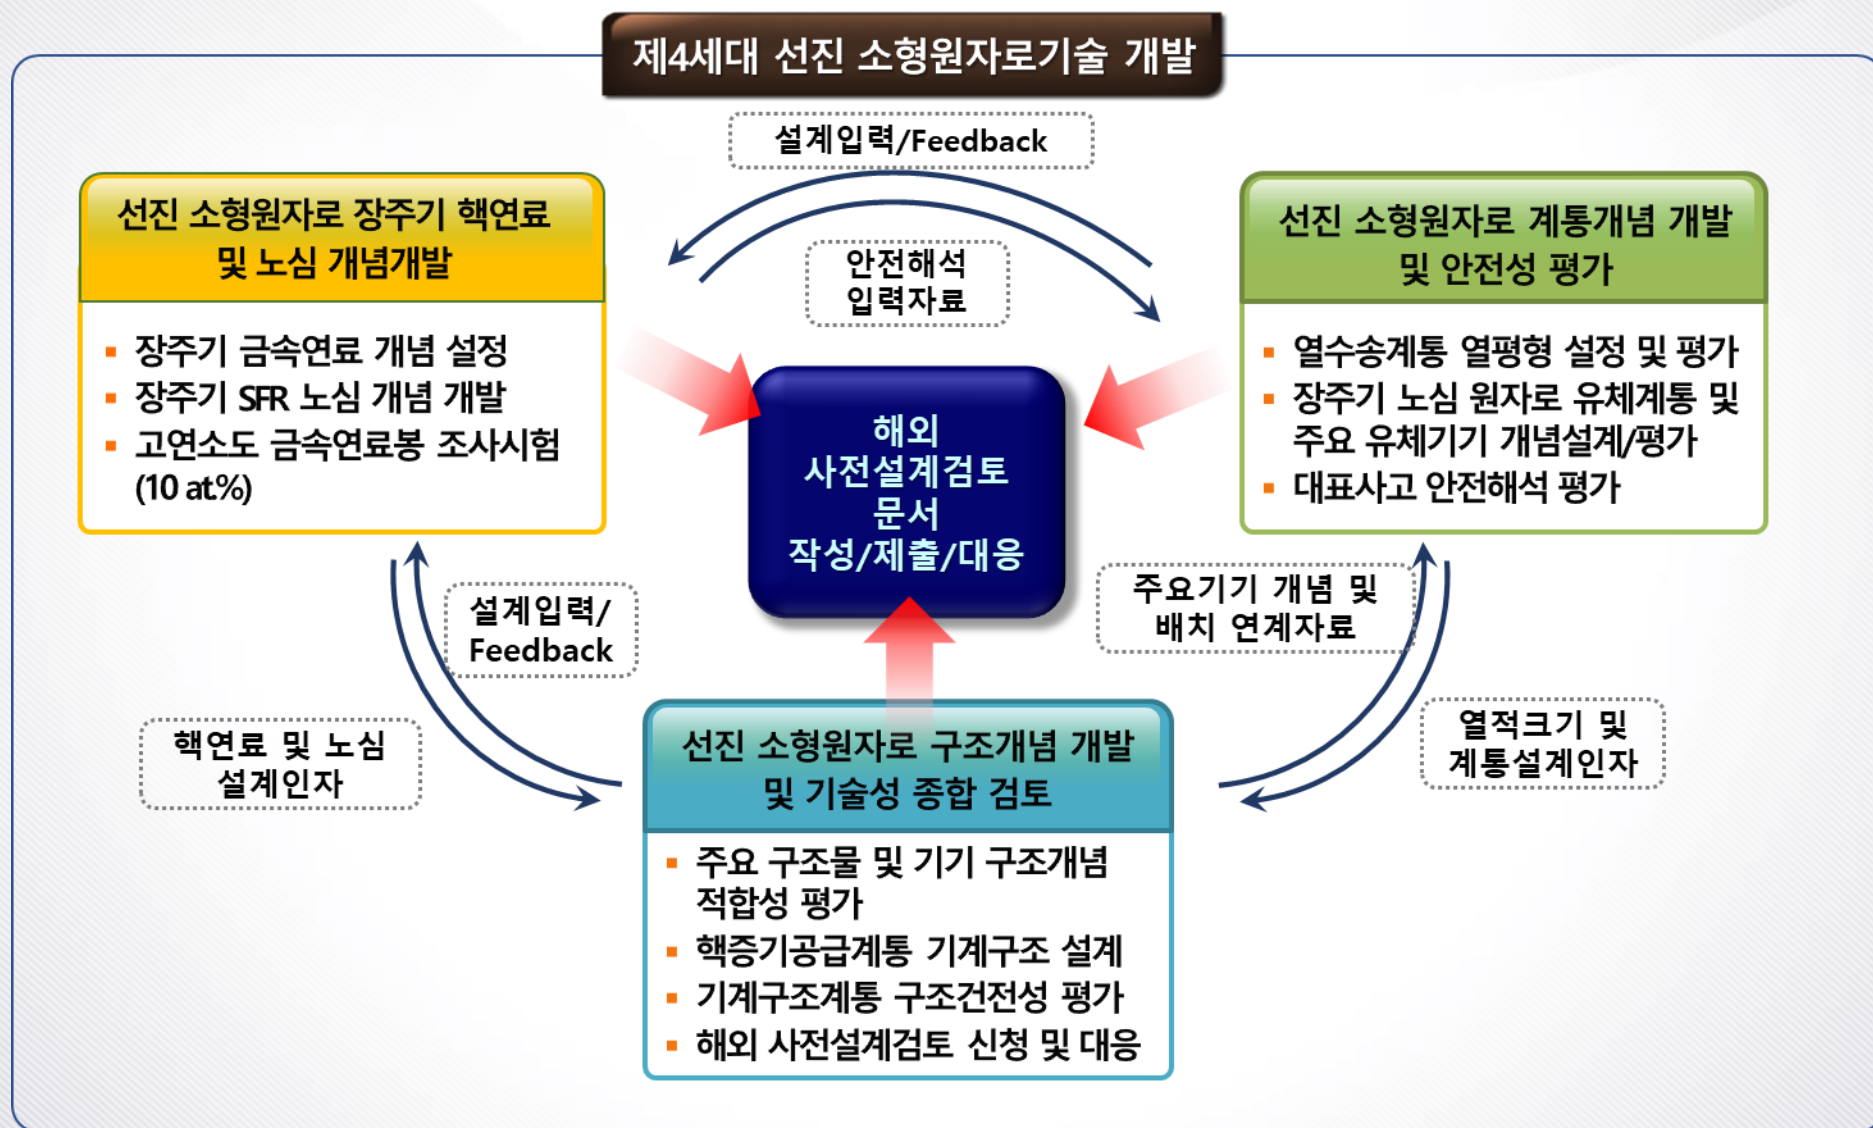 제4세대 선진 소형원자로기술 개발
설계입력/Feedback
선진 소형원자로 장주기 핵연료
및 노심 개념개발
▪ 장주기 금속연료 개념 설정
▪ 장주기 SFR 노심 개념 개발
▪ 고연소도 금속연료봉 조사시험
(10 at.%)
안전해석
입력자료
선진 소형원자로 계통개념 개발
및 안전성 평가
▪ 열수송계통 열평형 설정 및 평가
▪ 장주기 노심 원자로 유체계통 및
주요 유체기기 개념설계/평가
▪ 대표사고 안전해석 평가
해외
사전설계검토
문서
작성/제출/대응
설계입력/
Feedback
주요기기 개념 및
배치 연계자료
핵연료 및 노심
설계인자
열적크기 및
계통설계인자
선진 소형원자로 구조개념 개발
및 기술성 종합 검토
▪ 주요 구조물 및 기기 구조개념
적합성 평가
▪ 핵증기공급계통 기계구조 설계
▪ 기계구조계통 구조건전성 평가
▪ 해외 사전설계검토 신청 및 대응